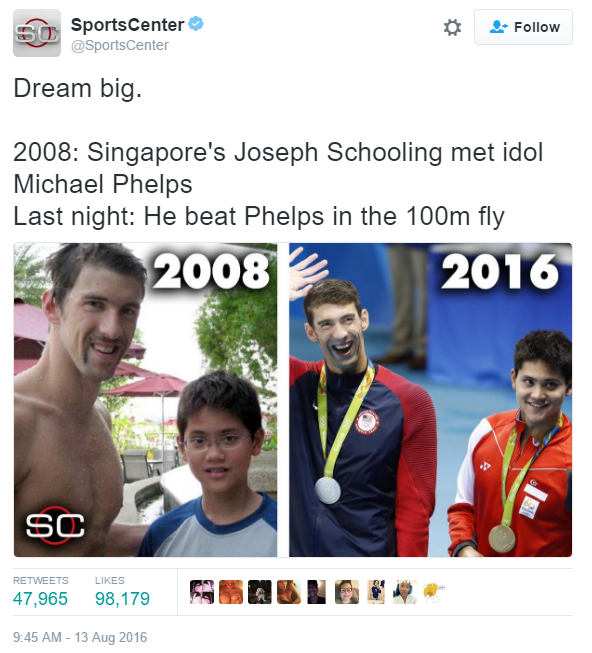 SportsCenter
@SportsCenter
Follow
Dream big.
2008: Singapore's Joseph Schooling met idol
Michael Phelps
Last night: He beat Phelps in the 100m fly
2008
2016
SC
RETWEETS
LIKES
47,965
98,179
9:45 AM - 13 Aug 2016